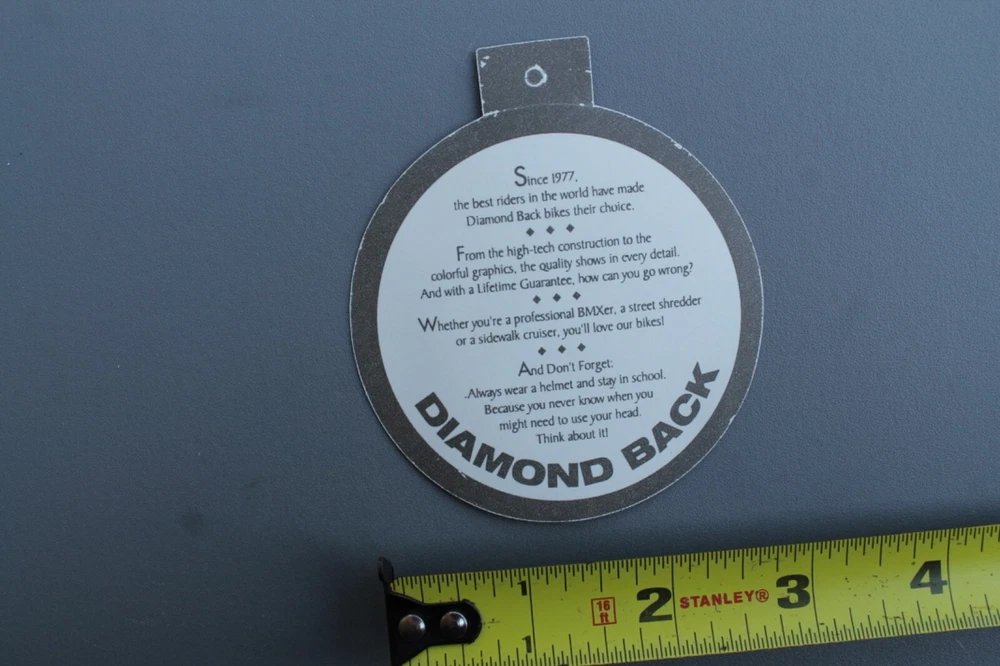 Since 1977,
the best riders in the world have made
Diamond Back bikes their choice.
From the high-tech construction to the
colorful graphics, the quality shows in every detail.
And with a Lifetime Guarantee, how can you go wrong?
Whether you're a professional BMXer, a street shredder
or a sidewalk cruiser, you'll love our bikes!
And Don't Forget:
Always wear a helmet and stay in school.
Because you never know when you
might need to use your head.
Think about it!
DIAMOND BACK
1 16 ft 2 STANLEY® 3 4
1